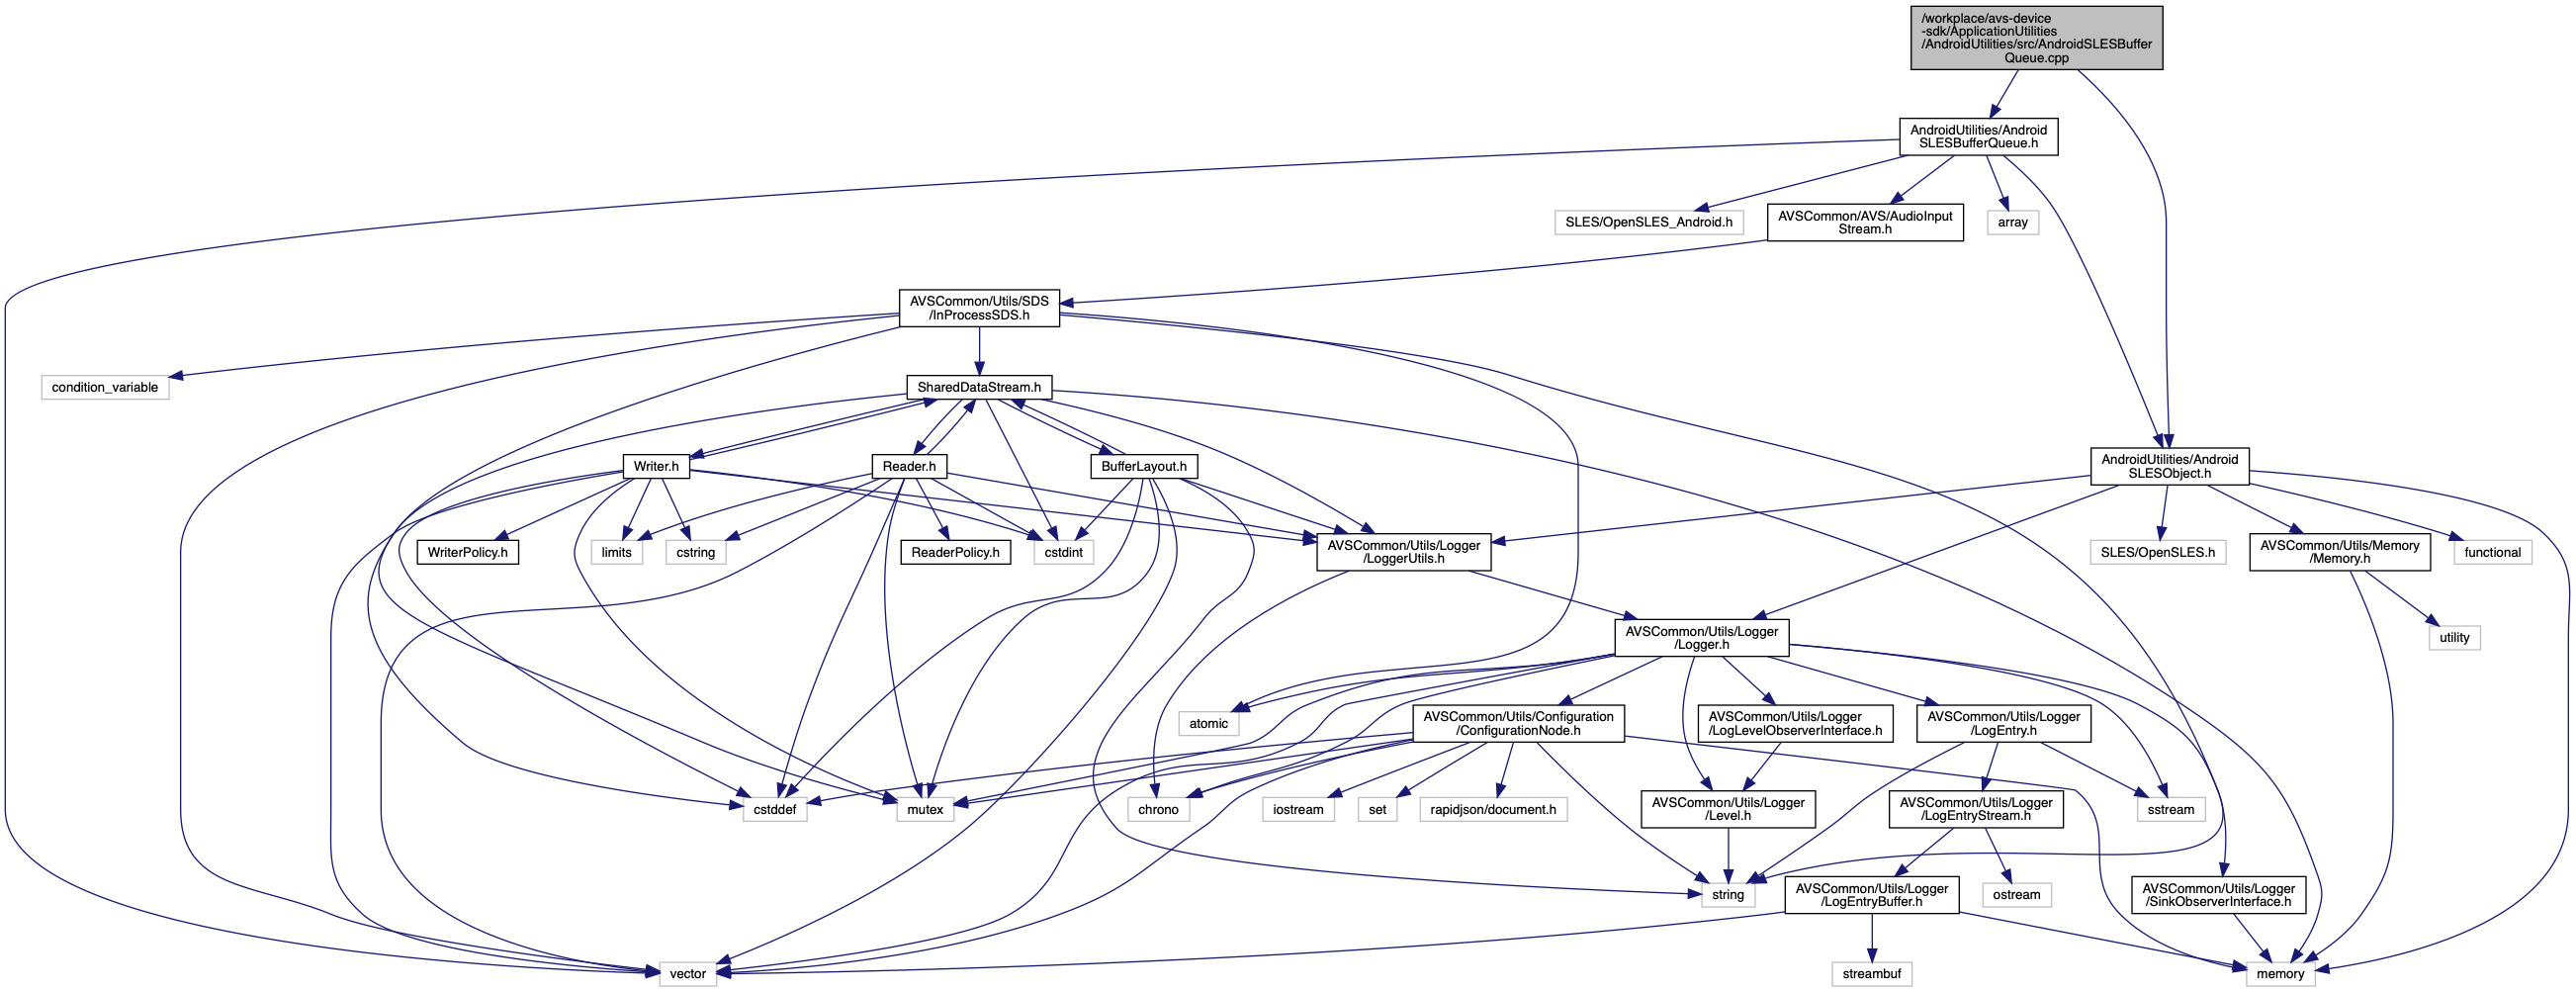 /workplace/avs-device
-sdk/ApplicationUtilities
/AndroidUtilities/src/AndroidSLESBuffer
Queue.cpp
AndroidUtilities/Android
SLESBufferQueue.h
SLES/OpenSLES_Android.h
AVSCommon/AVS/AudioInput
Stream.h
array
AVSCommon/Utils/SDS
/InProcessSDS.h
condition_variable
SharedDataStream.h
Writer.h
Reader.h
BufferLayout.h
AndroidUtilities/Android
SLESObject.h
WriterPolicy.h
limits
cstring
ReaderPolicy.h
cstdint
AVSCommon/Utils/Logger
/LoggerUtils.h
SLES/OpenSLES.h
AVSCommon/Utils/Memory
/Memory.h
functional
AVSCommon/Utils/Logger
/Logger.h
utility
atomic
AVSCommon/Utils/Configuration
/ConfigurationNode.h
AVSCommon/Utils/Logger
/LogLevelObserverInterface.h
AVSCommon/Utils/Logger
/LogEntry.h
cstddef
mutex
chrono
iostream
set
rapidjson/document.h
AVSCommon/Utils/Logger
/Level.h
AVSCommon/Utils/Logger
/LogEntryStream.h
sstream
string
AVSCommon/Utils/Logger
/LogEntryBuffer.h
ostream
AVSCommon/Utils/Logger
/SinkObserverInterface.h
vector
streambuf
memory